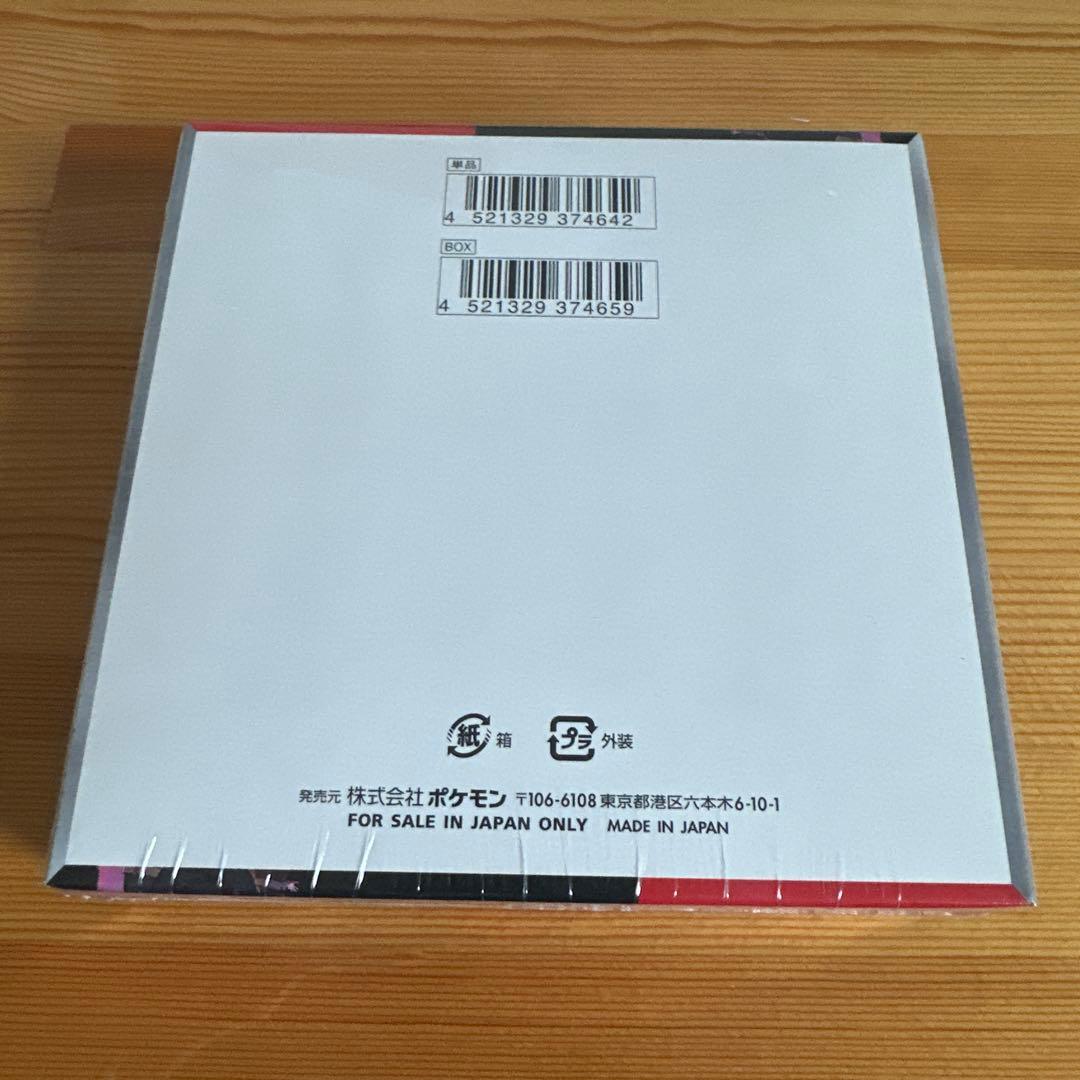 単品
4 521329 374642
BOX
4 521329 374659
紙 箱 プラ 外装
発売元 株式会社 ポケモン 〒106-6108 東京都港区六本木6-10-1
FOR SALE IN JAPAN ONLY MADE IN JAPAN